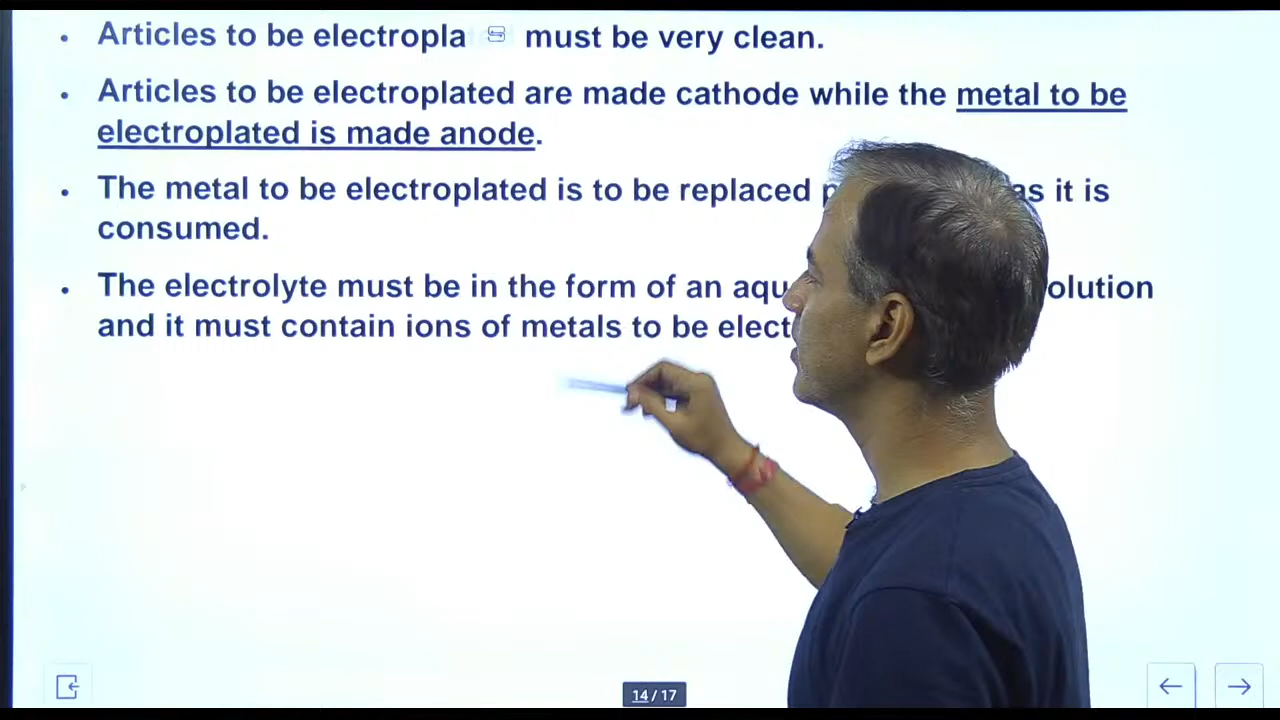 • Articles to be electropla must be very clean.
• Articles to be electroplated are made cathode while the metal to be
electroplated is made anode.
• The metal to be electroplated is to be replaced as it is
consumed.
• The electrolyte must be in the form of an
and it must contain ions of metals to be
14/17